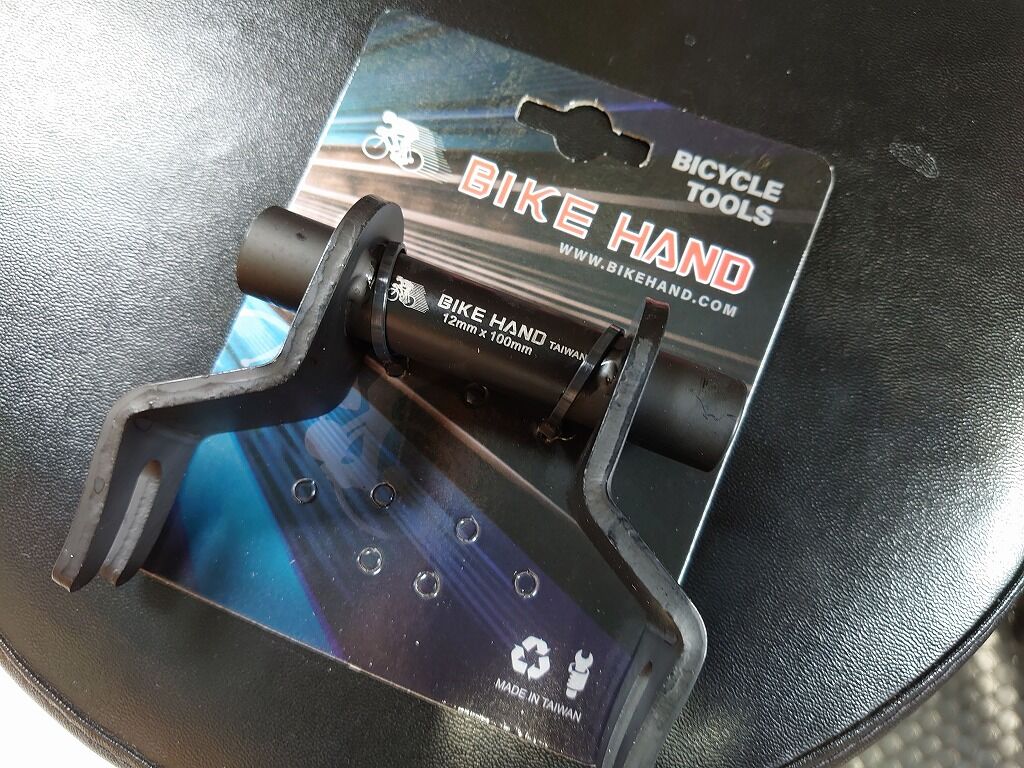 BICYCLE
TOOLS
BIKE HAND
WWW.BIKEHAND.COM
BIKE HAND TAIWAN
12mm x 100mm
MADE IN TAIWAN